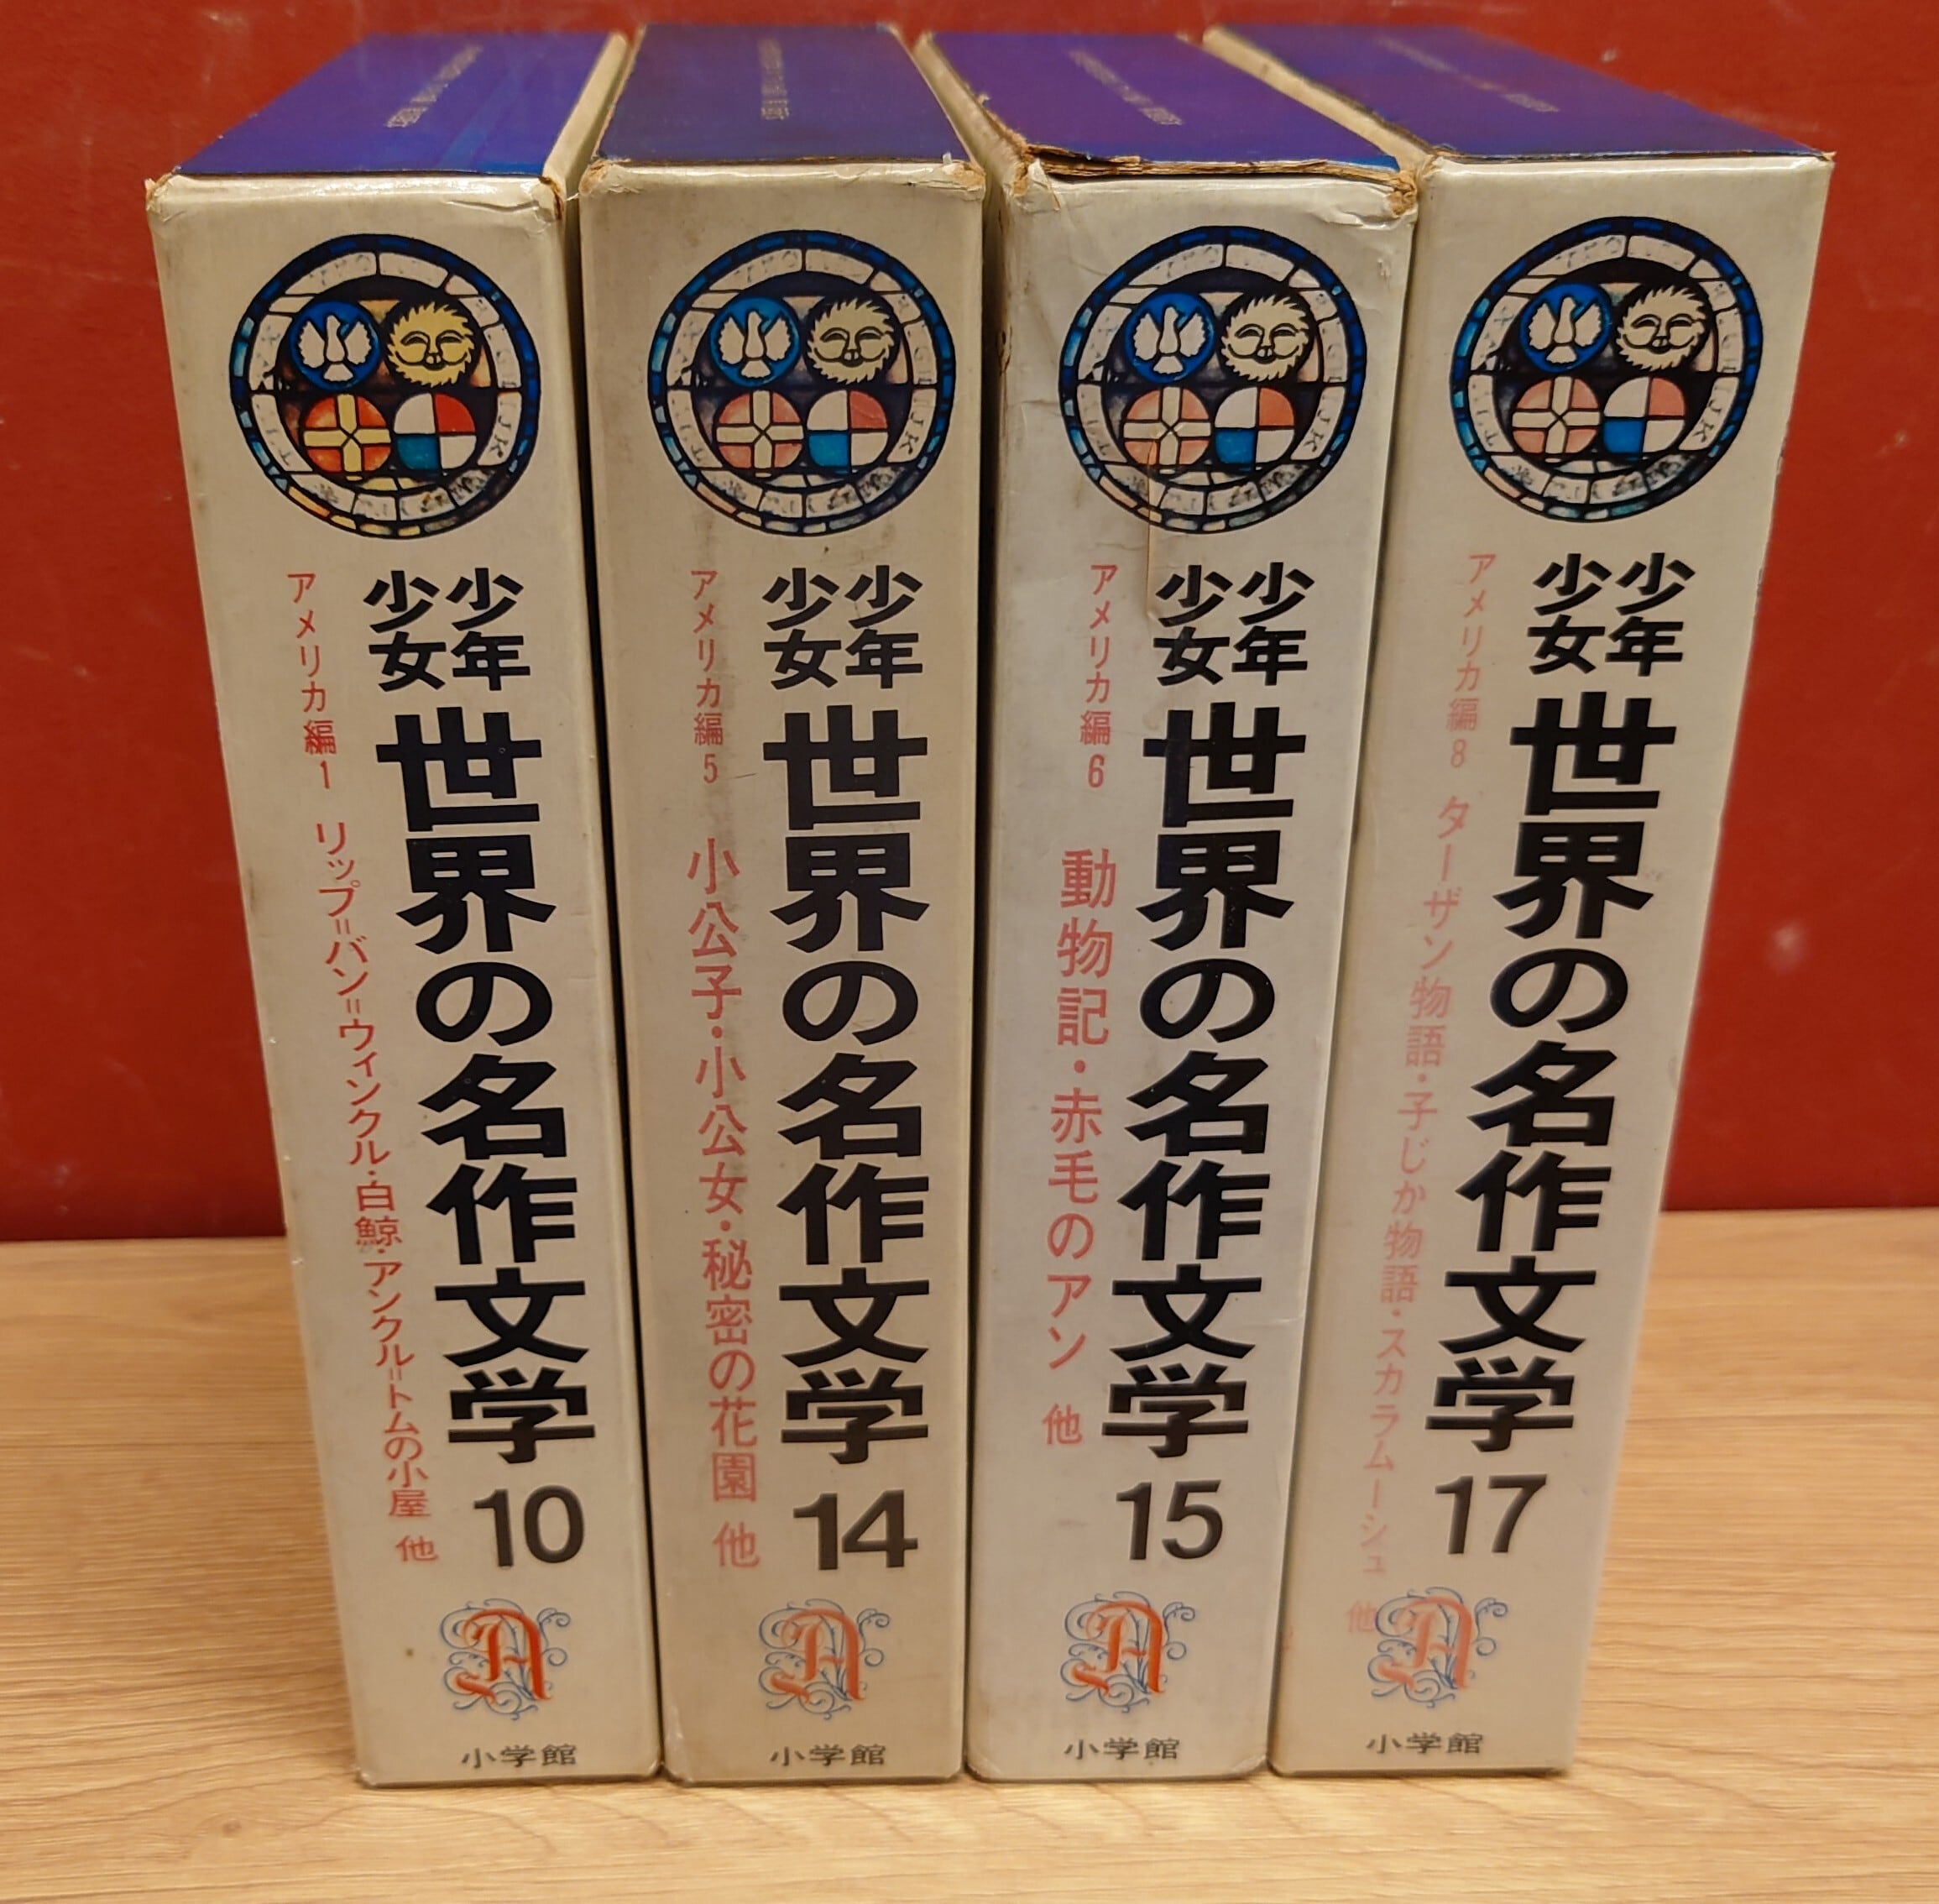 少年少女
世界の名作文学 10
アメリカ編 1 リップ=バン=ウィンクル・白鯨・アンクル=トムの小屋 他
小学館
少年少女
世界の名作文学 14
アメリカ編 5 小公子・小公女・秘密の花園 他
小学館
少年少女
世界の名作文学 15
アメリカ編 6 動物記・赤毛のアン 他
小学館
少年少女
世界の名作文学 17
アメリカ編 8 ターザン物語・子じか物語・スカラムーシュ 他
小学館